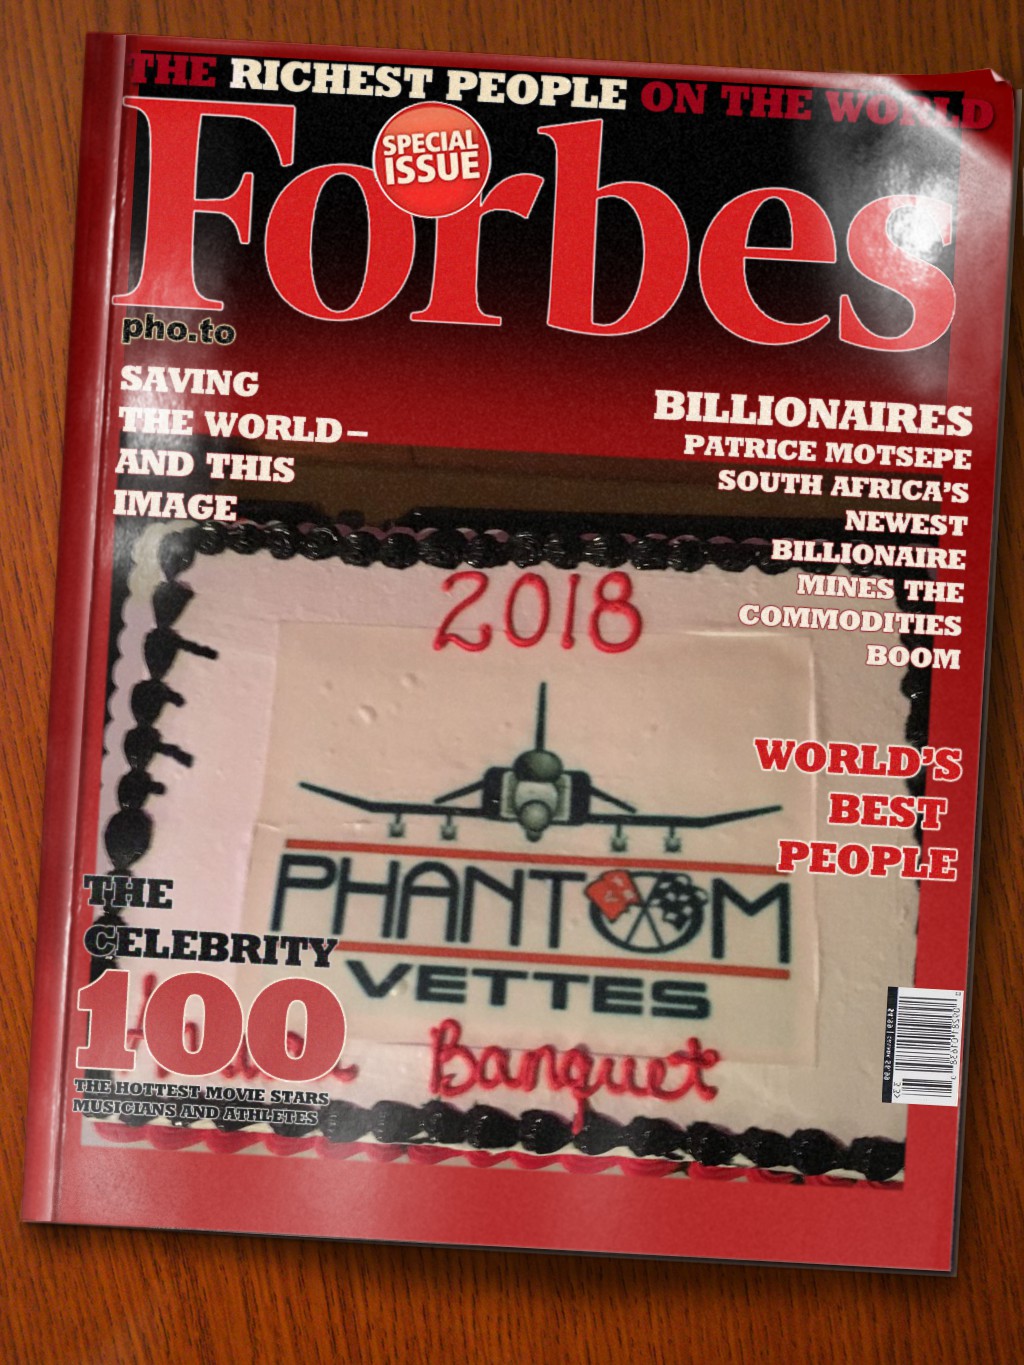 THE RICHEST PEOPLE ON THE WORLD
Forbes
SPECIAL
ISSUE
pho.to
SAVING
THE WORLD–
AND THIS
IMAGE
BILLIONAIRES
PATRICE MOTSEPE
SOUTH AFRICA'S
NEWEST
BILLIONAIRE
MINES THE
COMMODITIES
BOOM
2018
WORLD'S
BEST
PEOPLE
PHANTOM
VETTES
Banquet
THE
CELEBRITY
100
THE HOTTEST MOVIE STARS
MUSICIANS AND ATHLETES